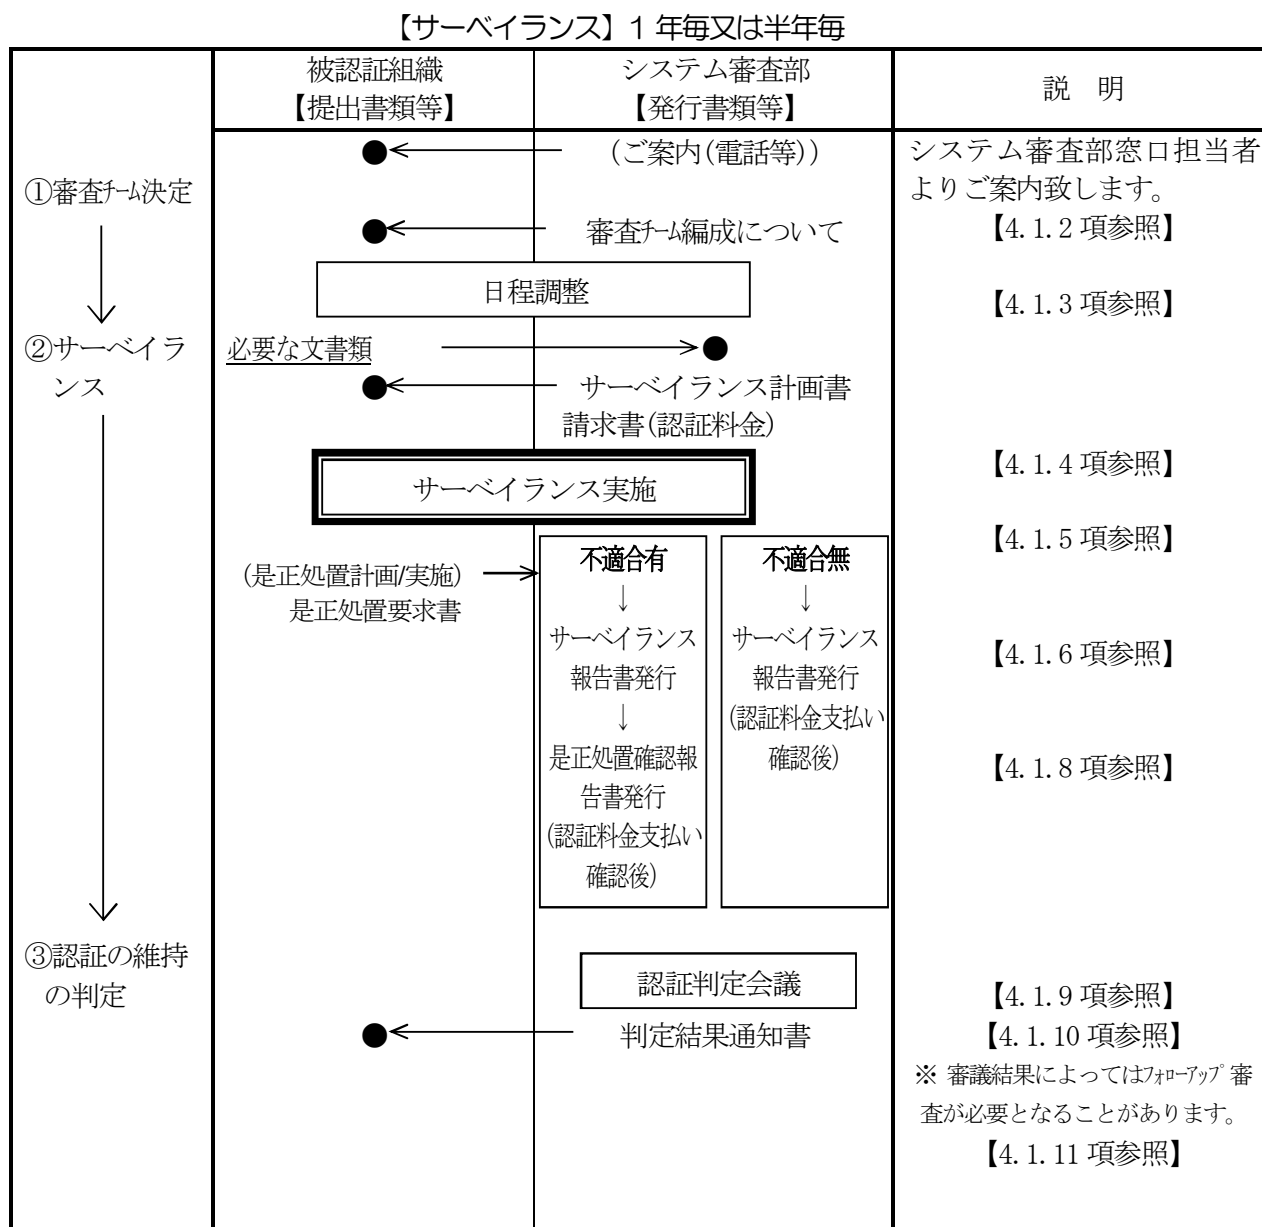 【サーベイランス】1 年毎又は半年毎
被認証組織
【提出書類等】
システム審査部
【発行書類等】
説　明
(ご案内(電話等))
システム審査部窓口担当者
よりご案内致します。
①審査ﾁｰﾑ決定
審査ﾁｰﾑ編成について
【4.1.2 項参照】
日程調整
【4.1.3 項参照】
②サーベイラ
ンス
必要な文書類
サーベイランス計画書
請求書(認証料金)
【4.1.4 項参照】
サーベイランス実施
【4.1.5 項参照】
(是正処置計画/実施)
是正処置要求書
不適合有
↓
サーベイランス
報告書発行
↓
是正処置確認報
告書発行
(認証料金支払い
確認後)
不適合無
↓
サーベイランス
報告書発行
(認証料金支払い
確認後)
【4.1.6 項参照】
【4.1.8 項参照】
③認証の維持
の判定
認証判定会議
【4.1.9 項参照】
判定結果通知書
【4.1.10 項参照】
※ 審議結果によってはﾌｫﾛｰｱｯﾌﾟ審
査が必要となることがあります。
【4.1.11 項参照】